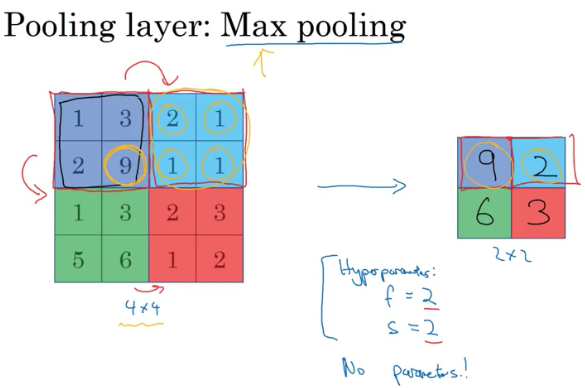 Pooling layer: Max pooling
1 3 2 1
2 9 1 1
1 3 2 3
5 6 1 2
4×4
9 2
6 3
2×2
Hyperparameters:
f = 2
s = 2
No parameters!